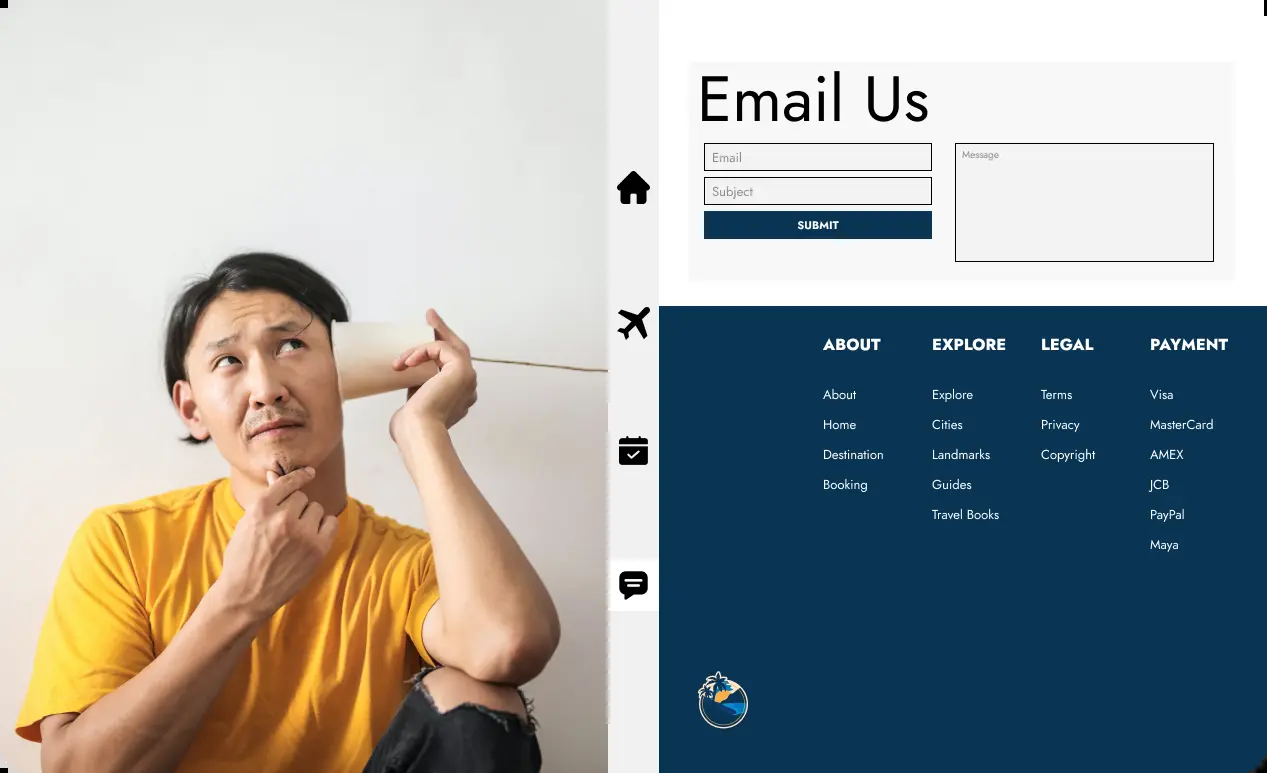 Email Us
Email
Subject
SUBMIT
Message
ABOUT
About
Home
Destination
Booking
EXPLORE
Explore
Cities
Landmarks
Guides
Travel Books
LEGAL
Terms
Privacy
Copyright
PAYMENT
Visa
MasterCard
AMEX
JCB
PayPal
Maya